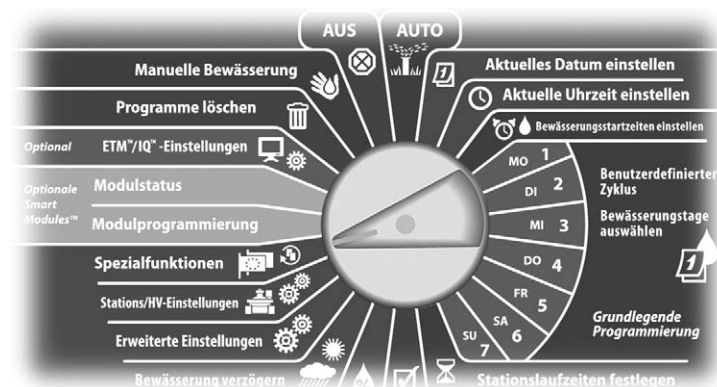 AUS
AUTO
Manuelle Bewässerung
Programme löschen
Optional
ETM™/IQ™ -Einstellungen
Optionale
Smart
Modules™
Modulstatus
Modulprogrammierung
Spezialfunktionen
Stations/HV-Einstellungen
Erweiterte Einstellungen
Bewässerung verzögern
Aktuelles Datum einstellen
Aktuelle Uhrzeit einstellen
Bewässerungsstartzeiten einstellen
MO 1
DI 2
MI 3
DO 4
FR 5
SA 6
SU 7
Benutzerdefinierter
Zyklus
Bewässerungstage
auswählen
Grundlegende
Programmierung
Stationslaufzeiten festlegen